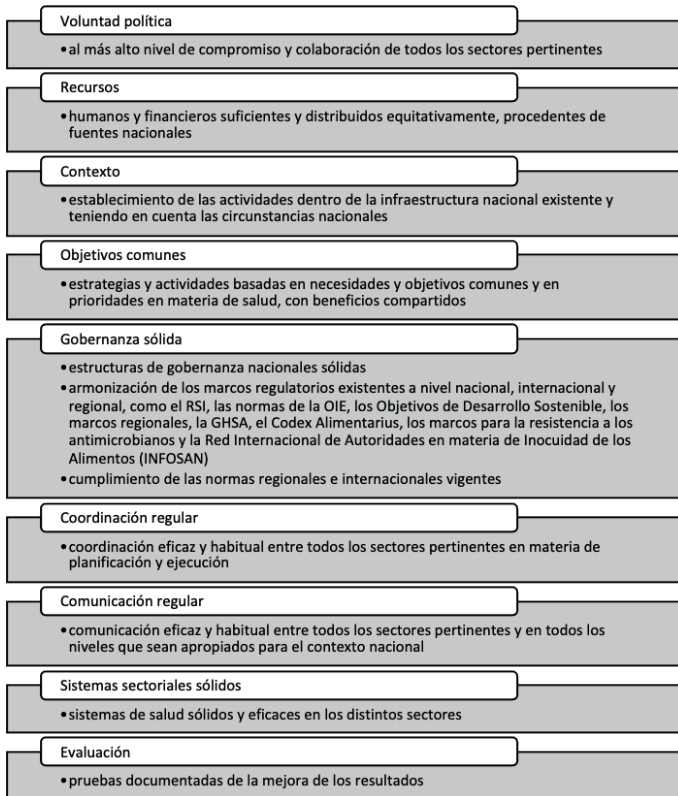 Voluntad política
•al más alto nivel de compromiso y colaboración de todos los sectores pertinentes
Recursos
•humanos y financieros suficientes y distribuidos equitativamente, procedentes de
fuentes nacionales
Contexto
•establecimiento de las actividades dentro de la infraestructura nacional existente y
teniendo en cuenta las circunstancias nacionales
Objetivos comunes
•estrategias y actividades basadas en necesidades y objetivos comunes y en
prioridades en materia de salud, con beneficios compartidos
Gobernanza sólida
•estructuras de gobernanza nacionales sólidas
•armonización de los marcos regulatorios existentes a nivel nacional, internacional y
regional, como el RSI, las normas de la OIE, los Objetivos de Desarrollo Sostenible, los
marcos regionales, la GHSA, el Codex Alimentarius, los marcos para la resistencia a los
antimicrobianos y la Red Internacional de Autoridades en materia de Inocuidad de los
Alimentos (INFOSAN)
•cumplimiento de las normas regionales e internacionales vigentes
Coordinación regular
•coordinación eficaz y habitual entre todos los sectores pertinentes en materia de
planificación y ejecución
Comunicación regular
•comunicación eficaz y habitual entre todos los sectores pertinentes y en todos los
niveles que sean apropiados para el contexto nacional
Sistemas sectoriales sólidos
•sistemas de salud sólidos y eficaces en los distintos sectores
Evaluación
•pruebas documentadas de la mejora de los resultados